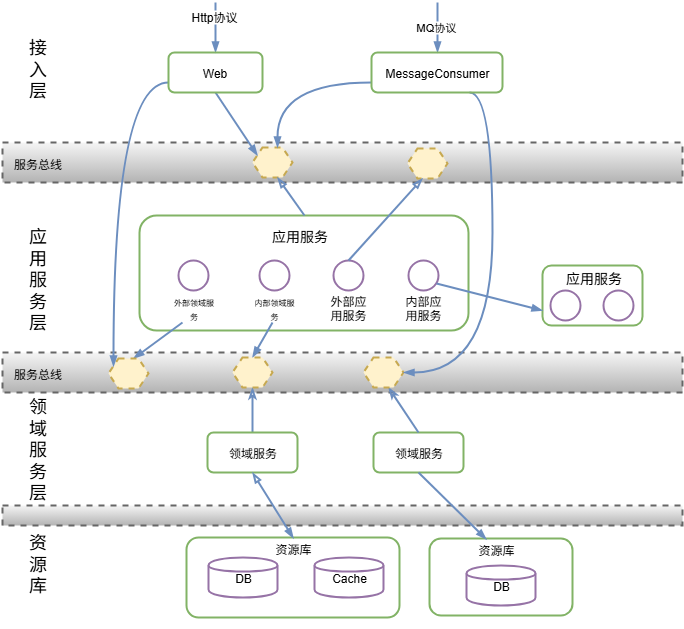 Http协议
MQ协议
接入层
Web
MessageConsumer
服务总线
应用服务层
应用服务
外部领域服
务
内部领域服
务
外部应
用服务
内部应
用服务
应用服务
服务总线
领域服务层
领域服务
领域服务
资源库
资源库
DB
Cache
资源库
DB